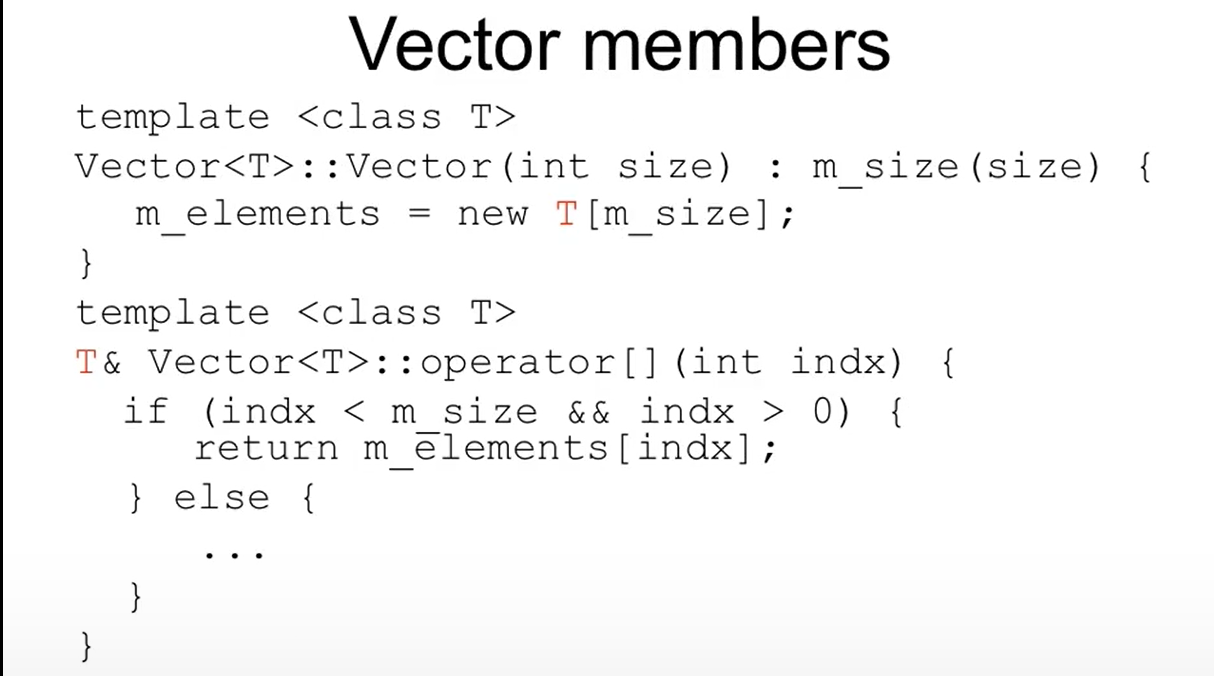 Vector members
template <class T>
Vector<T>::Vector(int size) : m_size(size) {
m_elements = new T[m_size];
}
template <class T>
T& Vector<T>::operator[](int indx) {
if (indx < m_size && indx > 0) {
return m_elements[indx];
} else {
...
}
}